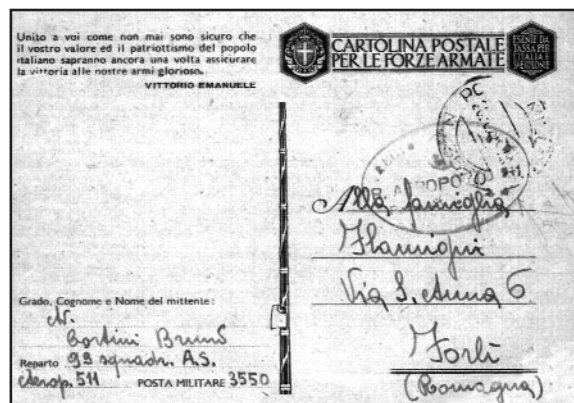 Unito a voi come non mai sono sicuro che
il vostro valore ed il patriottismo del popolo
italiano sapranno ancora una volta assicurare
la vittoria alle nostre armi gloriose.
VITTORIO EMANUELE
CARTOLINA POSTALE
PER LE FORZE ARMATE
ESENTE DA
TASSA PER
L'ITALIA E
Alla famiglia
Flamigni
Via S. Anna 6
Forlì
(Romagna)
Grado, Cognome e Nome del mittente:
Av.
Cortini Bruno
Reparto 93 squadr. A.S.
Aerop. 511 POSTA MILITARE 3550